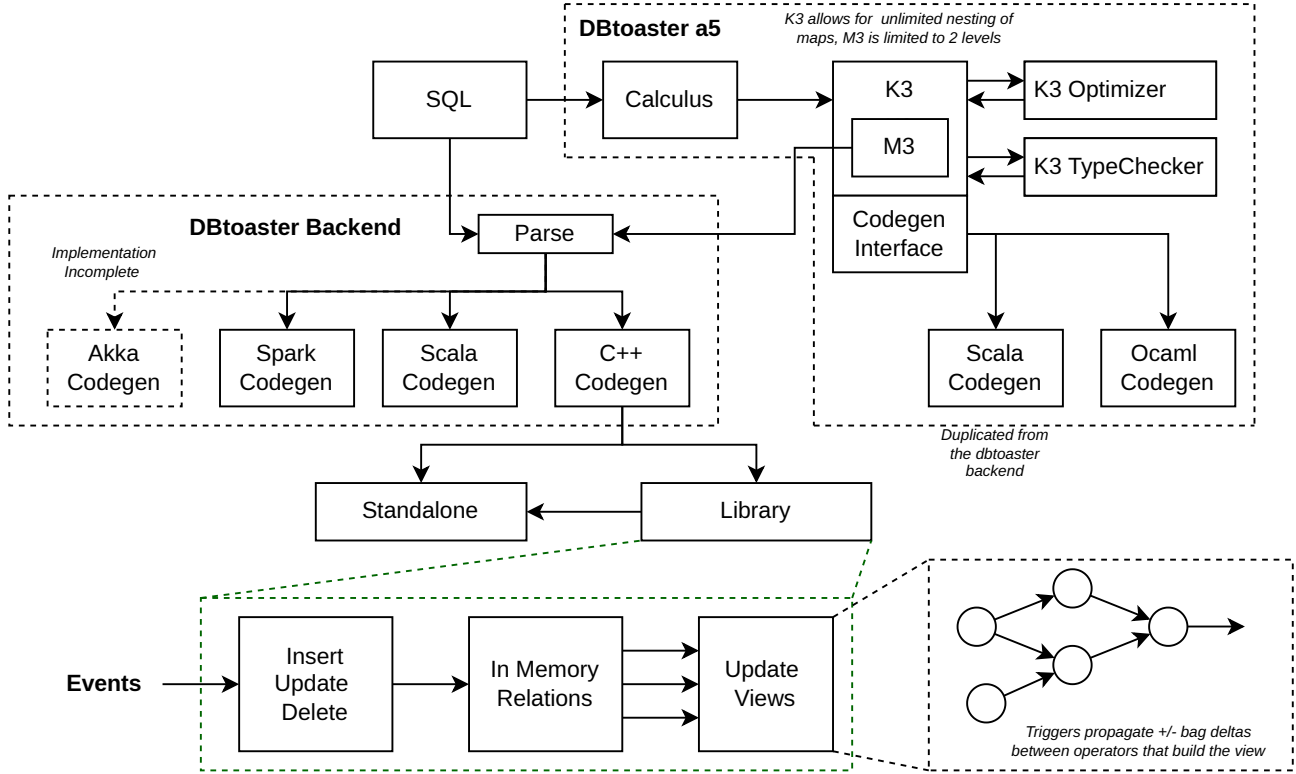 DBtoaster a5
K3 allows for unlimited nesting of
maps, M3 is limited to 2 levels
SQL
Calculus
K3
M3
K3 Optimizer
K3 TypeChecker
Codegen
Interface
DBtoaster Backend
Parse
Implementation
Incomplete
Akka
Codegen
Spark
Codegen
Scala
Codegen
C++
Codegen
Scala
Codegen
Ocaml
Codegen
Duplicated from
the dbtoaster
backend
Standalone
Library
Events
Insert
Update
Delete
In Memory
Relations
Update
Views
Triggers propagate +/- bag deltas
between operators that build the view